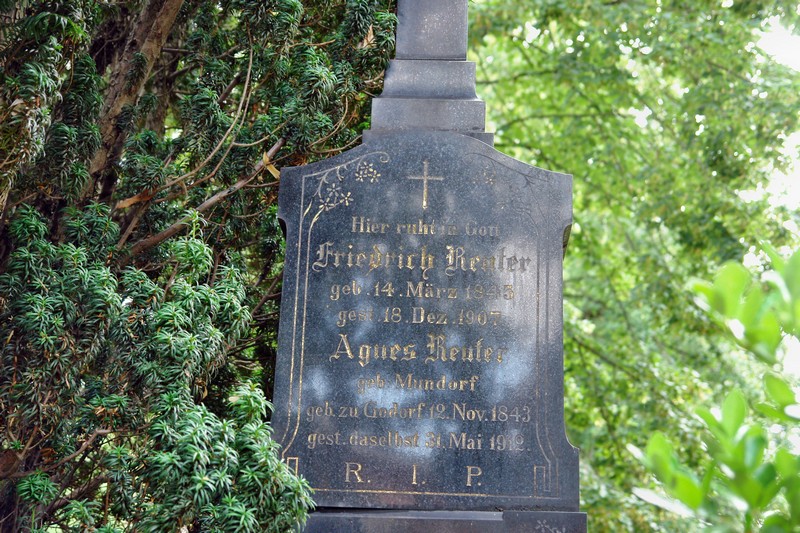 Hier ruht in Gott
Friedrich Reuter
geb. 14. März 1845
gest. 18. Dez. 1907.
Agnes Reuter
geb. Mundorf
geb. zu Godorf 12. Nov. 1843
gest. daselbst 31. Mai 1912.
R. I. P.